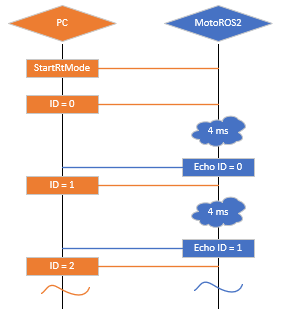 PC
MotoROS2
StartRtMode
ID = 0
4 ms
Echo ID = 0
ID = 1
4 ms
Echo ID = 1
ID = 2